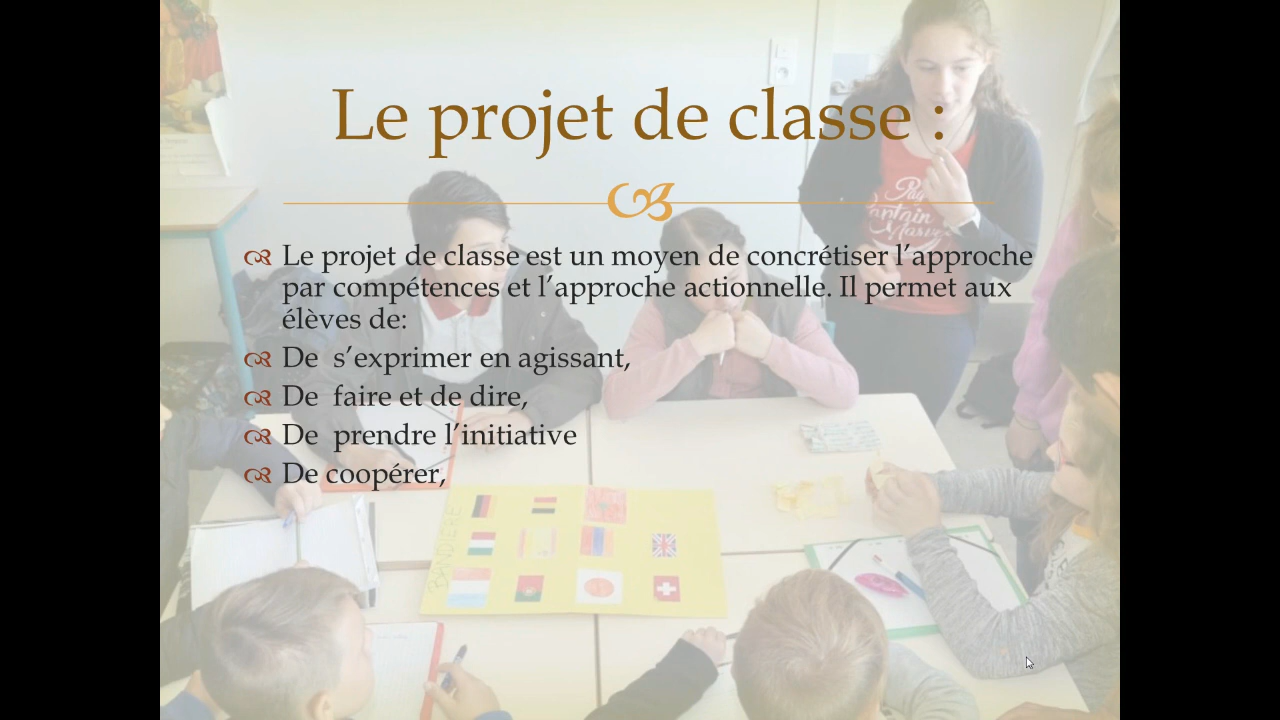 Le projet de classe :
Le projet de classe est un moyen de concrétiser l’approche
par compétences et l’approche actionnelle. Il permet aux
élèves de:
De  s’exprimer en agissant,
De  faire et de dire,
De  prendre l’initiative
De coopérer,